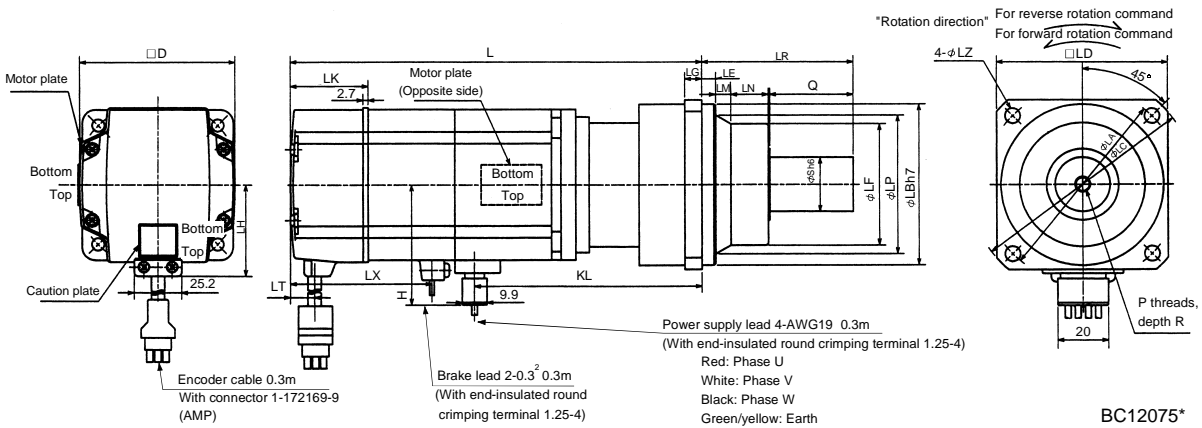 "Rotation direction"
For reverse rotation command
For forward rotation command
□D
L
LR
4-φLZ
□LD
Motor plate
LK
2.7
Motor plate
(Opposite side)
LG
LE
LM
LN
Q
45°
Bottom
Top
Bottom
Top
Bottom
Top
LH
φSh6
φLF
φLP
φLBh7
φLA
φLC
Caution plate
25.2
LT
LX
H
KL
9.9
P threads,
depth R
20
Encoder cable 0.3m
With connector 1-172169-9
(AMP)
Brake lead 2-0.3² 0.3m
(With end-insulated round
crimping terminal 1.25-4)
Power supply lead 4-AWG19 0.3m
(With end-insulated round crimping terminal 1.25-4)
Red: Phase U
White: Phase V
Black: Phase W
Green/yellow: Earth
BC12075*